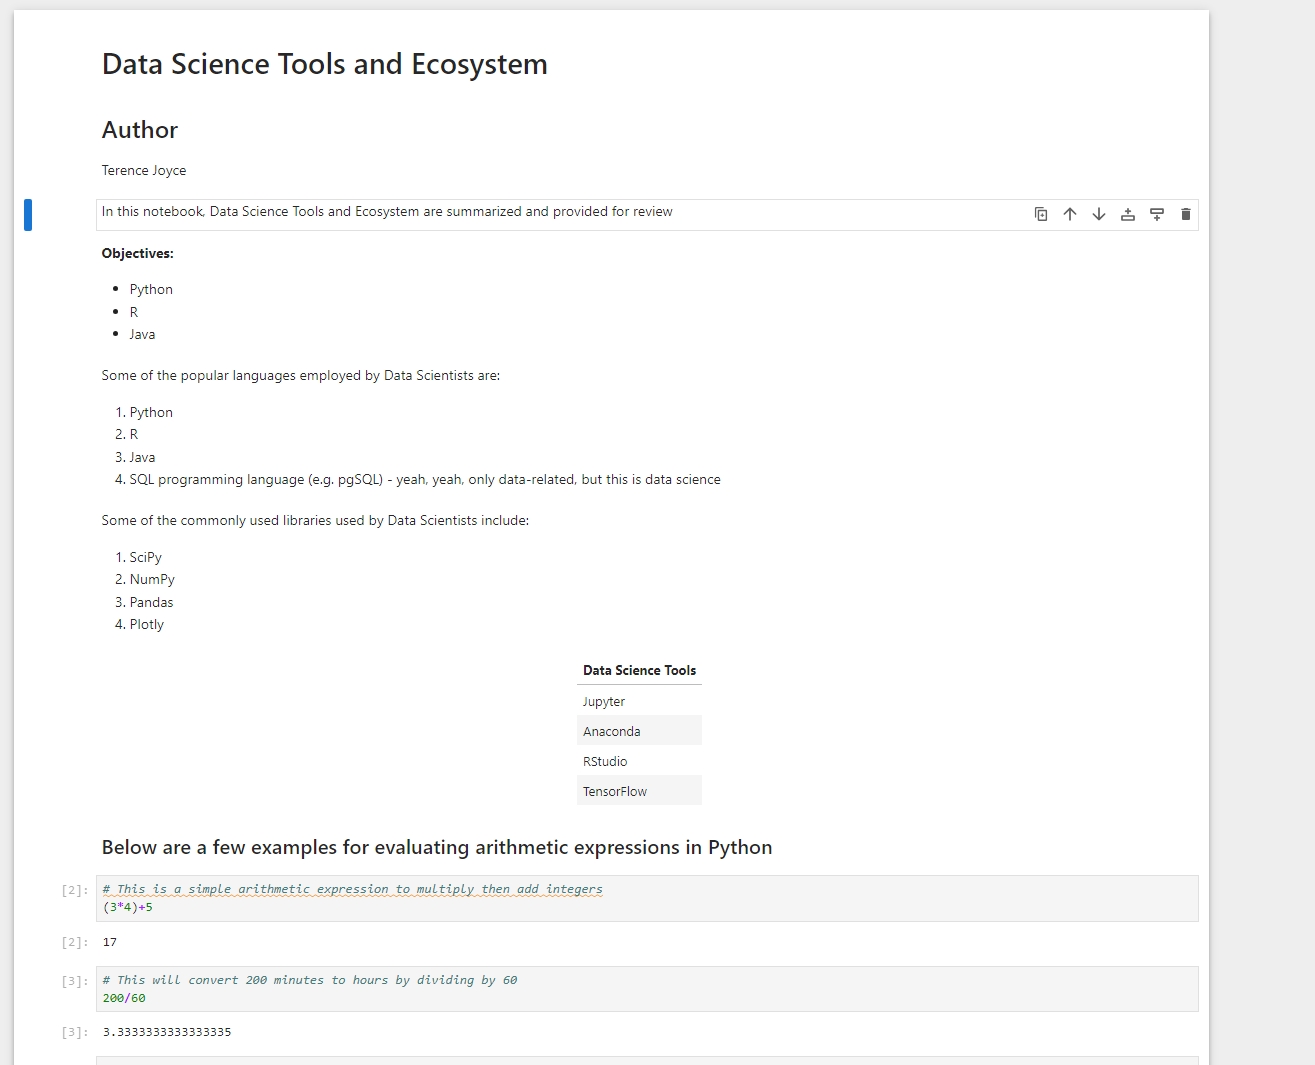 Data Science Tools and Ecosystem
Author
Terence Joyce
In this notebook, Data Science Tools and Ecosystem are summarized and provided for review
Objectives:
• Python
• R
• Java
Some of the popular languages employed by Data Scientists are:
1. Python
2. R
3. Java
4. SQL programming language (e.g. pgSQL) - yeah, yeah, only data-related, but this is data science
Some of the commonly used libraries used by Data Scientists include:
1. SciPy
2. NumPy
3. Pandas
4. Plotly
Data Science Tools
Jupyter
Anaconda
RStudio
TensorFlow
Below are a few examples for evaluating arithmetic expressions in Python
[2]: # This is a simple arithmetic expression to multiply then add integers
(3*4)+5
[2]: 17
[3]: # This will convert 200 minutes to hours by dividing by 60
200/60
[3]: 3.3333333333333335